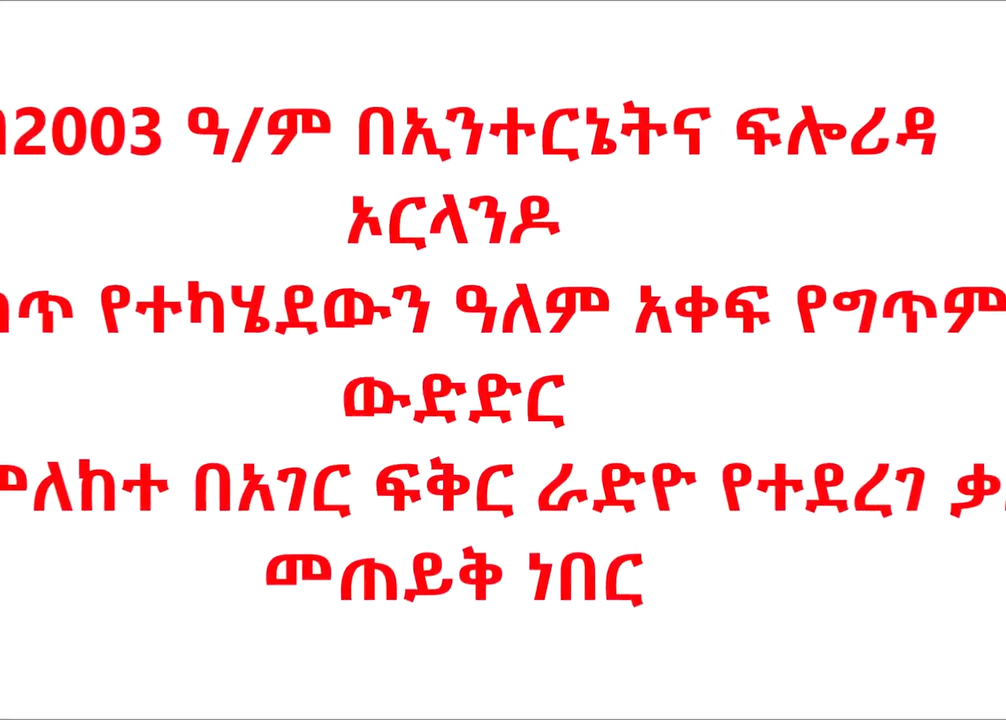 2003 ዓ/ም በኢንተርኔትና ፍሎሪዳ
ኦርላንዶ
የተካሄደውን ዓለም አቀፍ የግጥም
ውድድር
በአገር ፍቅር ራድዮ የተደረገ
መጠይቅ ነበር